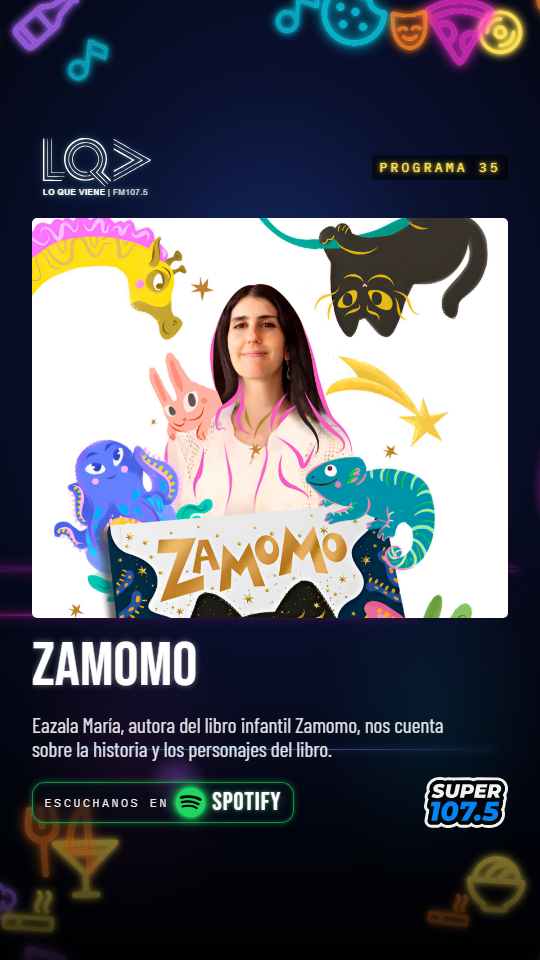 LQ
LO QUE VIENE | FM107.5
PROGRAMA 35
ZAMOMO
ZAMOMO
Eazala María, autora del libro infantil Zamomo, nos cuenta
sobre la historia y los personajes del libro.
ESCUCHANOS EN SPOTIFY
SUPER
107.5